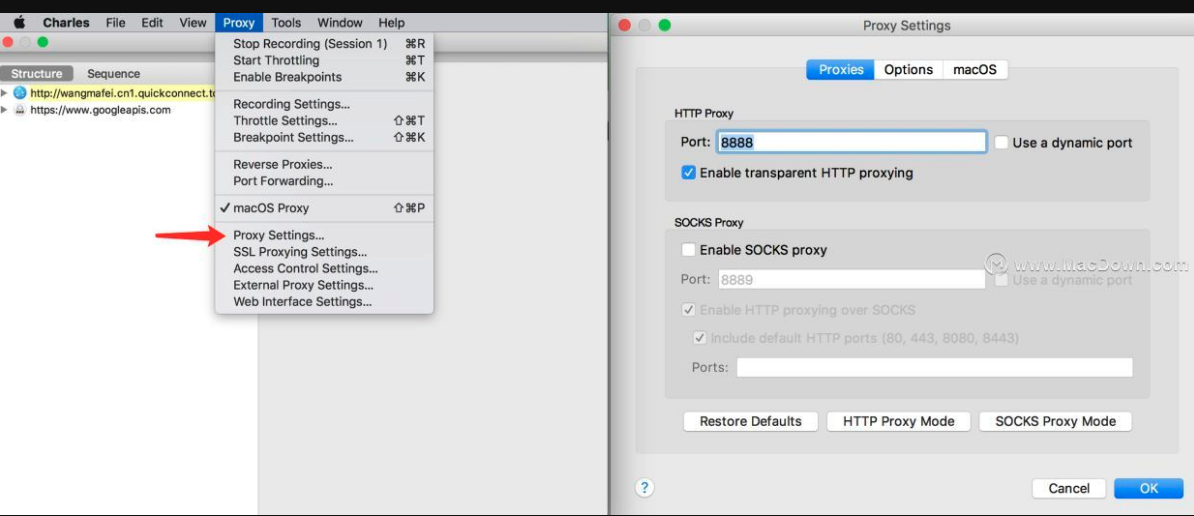 Charles File Edit View Proxy Tools Window Help
Structure Sequence
http://wangmafei.cn1.quickconnect.to
https://www.googleapis.com
Stop Recording (Session 1) ⌘R
Start Throttling ⌘T
Enable Breakpoints ⌘K
Recording Settings...
Throttle Settings... ⇧⌘T
Breakpoint Settings... ⇧⌘K
Reverse Proxies...
Port Forwarding...
✓ macOS Proxy ⇧⌘P
Proxy Settings...
SSL Proxying Settings...
Access Control Settings...
External Proxy Settings...
Web Interface Settings...
Proxy Settings
Proxies Options macOS
HTTP Proxy
Port: 8888 Use a dynamic port
Enable transparent HTTP proxying
SOCKS Proxy
Enable SOCKS proxy
www.MacDown.com
Port: 8889 Use a dynamic port
Enable HTTP proxying over SOCKS
Include default HTTP ports (80, 443, 8080, 8443)
Ports:
Restore Defaults HTTP Proxy Mode SOCKS Proxy Mode
? Cancel OK